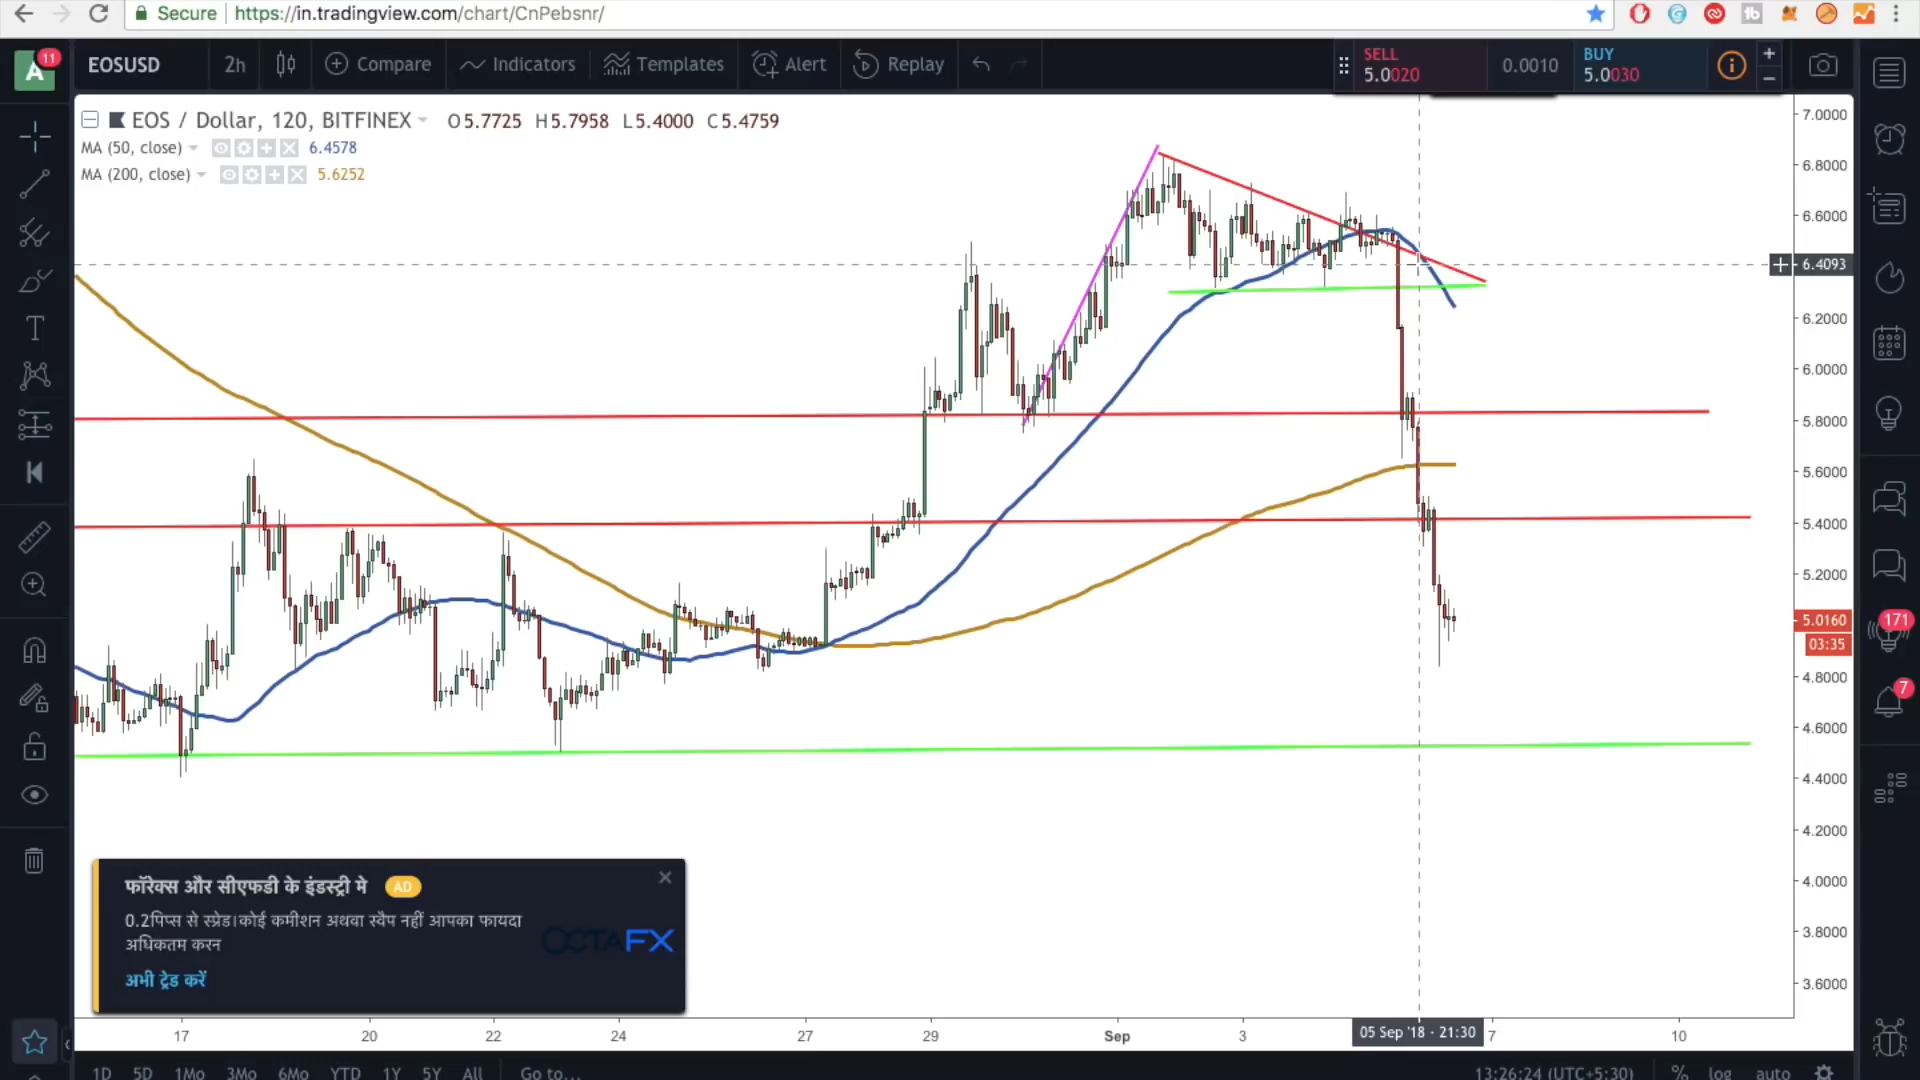 Secure https://in.tradingview.com/chart/CnPebsnr/
A 11 EOSUSD 2h Compare Indicators Templates Alert Replay SELL 5.0020 0.0010 BUY 5.0030
EOS / Dollar, 120, BITFINEX O5.7725 H5.7958 L5.4000 C5.4759
MA (50, close) 6.4578
MA (200, close) 5.6252
7.0000
6.8000
6.6000
6.4093
6.2000
6.0000
5.8000
5.6000
5.4000
5.2000
5.0160
03:35
4.8000
4.6000
4.4000
4.2000
4.0000
3.8000
3.6000
171
7
फॉरेक्स और सीएफडी के इंडस्ट्री मे AD
0.2पिप्स से स्प्रेड।कोई कमीशन अथवा स्वैप नहीं आपका फायदा
अधिकतम करन
OCTAFX
अभी ट्रेड करें
17 20 22 24 27 29 Sep 3 05 Sep '18 - 21:30 7 10
1D 5D 1Mo 3Mo 6Mo YTD 1Y 5Y All Go to... 13:26:24 (UTC+5:30) % log auto